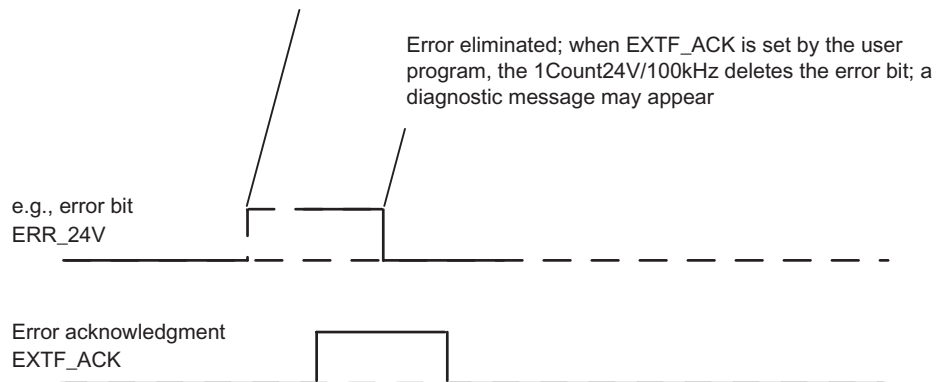 Error eliminated; when EXTF_ACK is set by the user
program, the 1Count24V/100kHz deletes the error bit; a
diagnostic message may appear
e.g., error bit
ERR_24V
Error acknowledgment
EXTF_ACK